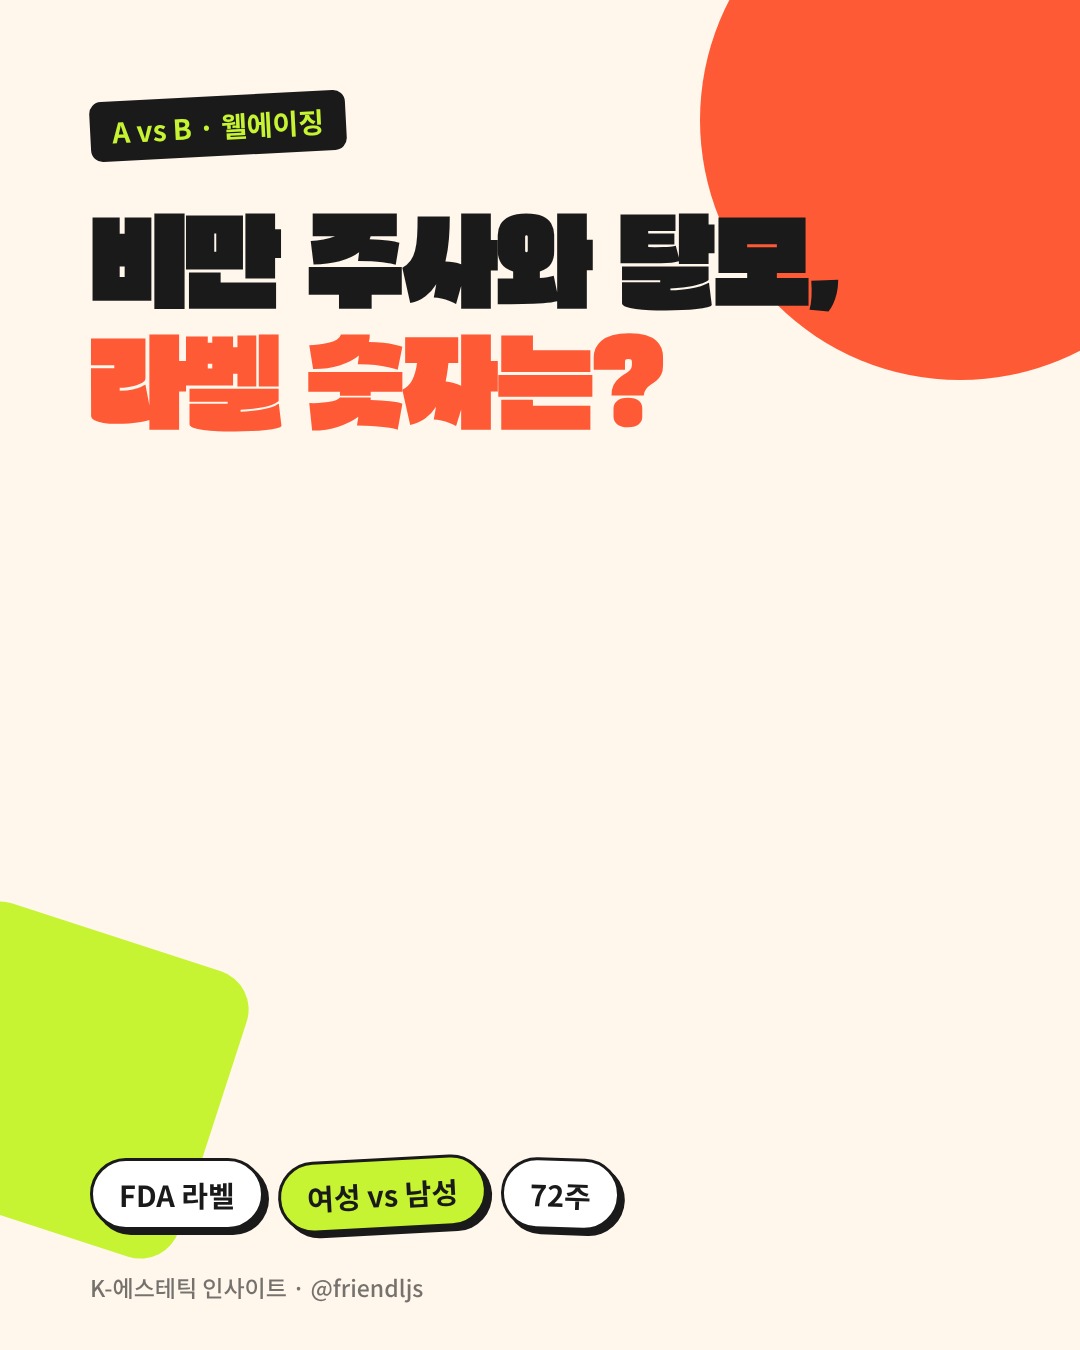 A vs B · 웰에이징
비만 주사와 탈모,
라벨 숫자는?
FDA 라벨
여성 vs 남성
72주
K-에스테틱 인사이트 · @friendljs